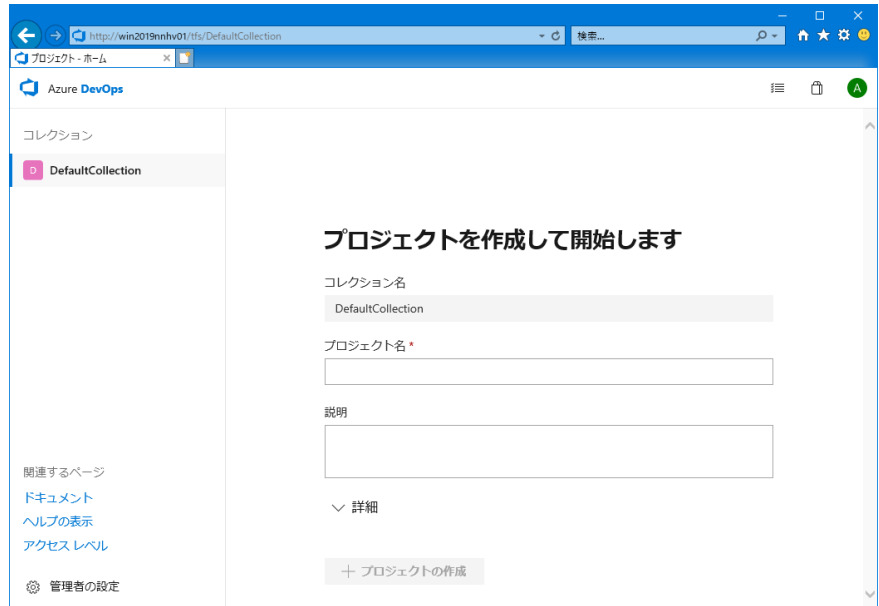 http://win2019nnhv01/tfs/DefaultCollection
検索...
プロジェクト - ホーム
Azure DevOps
A
コレクション
D DefaultCollection
プロジェクトを作成して開始します
コレクション名
DefaultCollection
プロジェクト名 *
説明
詳細
プロジェクトの作成
関連するページ
ドキュメント
ヘルプの表示
アクセス レベル
管理者の設定